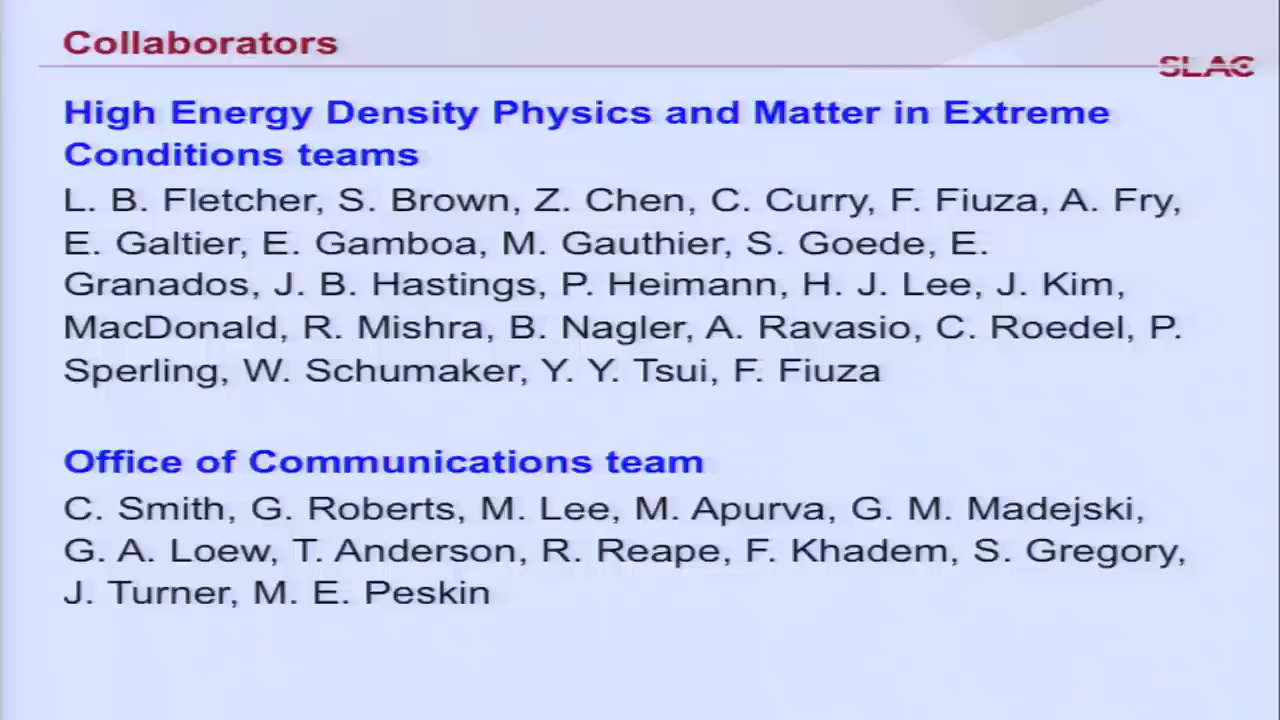 Collaborators
SLAC
High Energy Density Physics and Matter in Extreme
Conditions teams
L. B. Fletcher, S. Brown, Z. Chen, C. Curry, F. Fiuza, A. Fry,
E. Galtier, E. Gamboa, M. Gauthier, S. Goede, E.
Granados, J. B. Hastings, P. Heimann, H. J. Lee, J. Kim,
MacDonald, R. Mishra, B. Nagler, A. Ravasio, C. Roedel, P.
Sperling, W. Schumaker, Y. Y. Tsui, F. Fiuza
Office of Communications team
C. Smith, G. Roberts, M. Lee, M. Apurva, G. M. Madejski,
G. A. Loew, T. Anderson, R. Reape, F. Khadem, S. Gregory,
J. Turner, M. E. Peskin